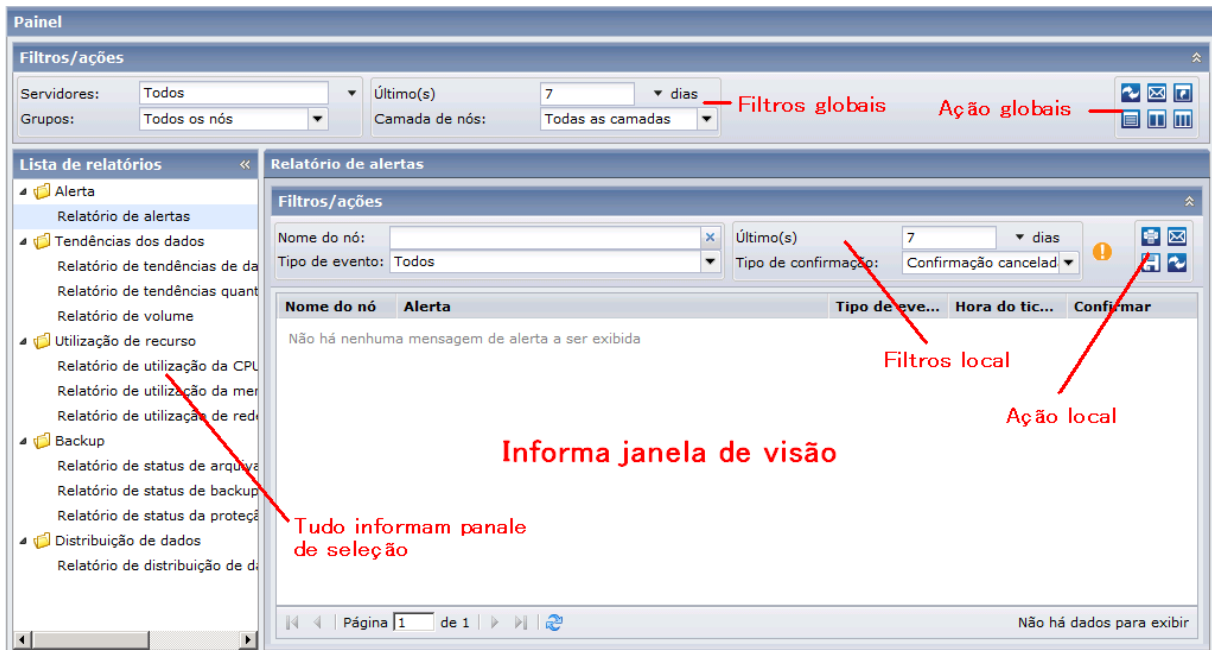 Painel
Filtros/ações
Servidores: Todos Último(s) 7 dias
Grupos: Todos os nós Camada de nós: Todas as camadas
Filtros globais
Ação globais
Lista de relatórios
Alerta
Relatório de alertas
Tendências dos dados
Relatório de tendências de da
Relatório de tendências quant
Relatório de volume
Utilização de recurso
Relatório de utilização da CPU
Relatório de utilização da mer
Relatório de utilização de rede
Backup
Relatório de status de arquiva
Relatório de status de backup
Relatório de status da proteçã
Distribuição de dados
Relatório de distribuição de da
Tudo informam panale
de seleção
Relatório de alertas
Filtros/ações
Nome do nó: Último(s) 7 dias
Tipo de evento: Todos Tipo de confirmação: Confirmação cancelad
Nome do nó Alerta Tipo de eve... Hora do tic... Confirmar
Não há nenhuma mensagem de alerta a ser exibida
Filtros local
Ação local
Informa janela de visão
Página 1 de 1 Não há dados para exibir